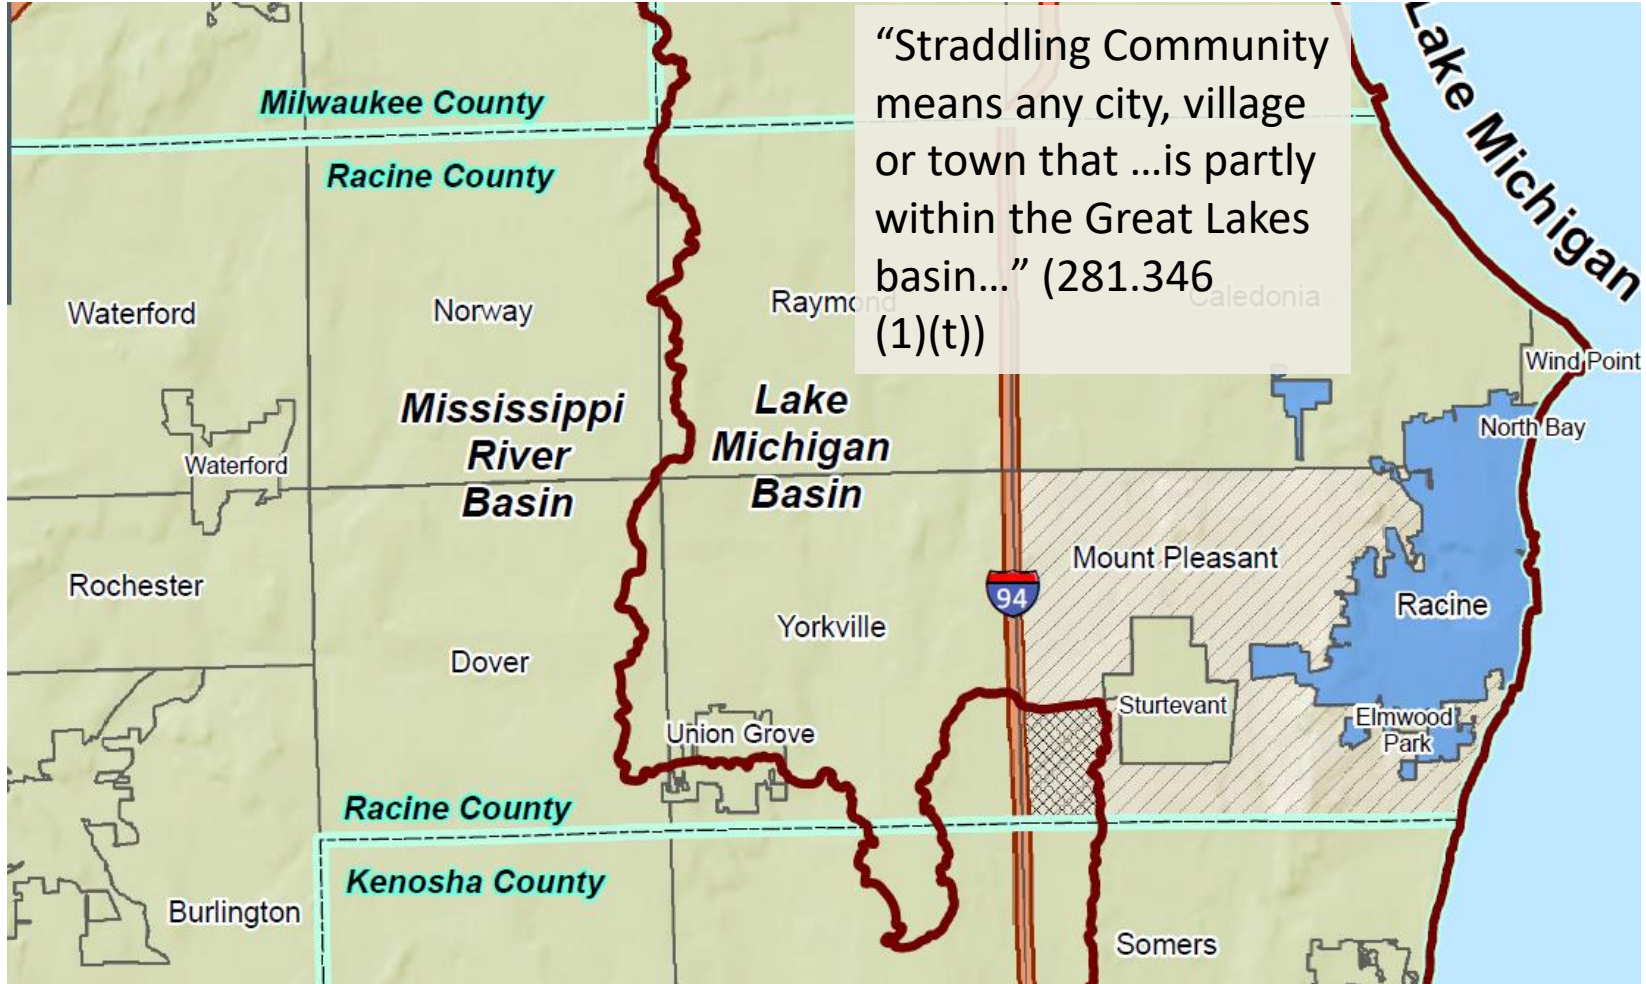 “Straddling Community
means any city, village
or town that …is partly
within the Great Lakes
basin…” (281.346
(1)(t))
Lake Michigan
Milwaukee County
Racine County
Waterford
Norway
Raymond
Caledonia
Wind Point
Mississippi
River
Basin
Lake
Michigan
Basin
North Bay
Waterford
Mount Pleasant
Rochester
94
Racine
Yorkville
Dover
Sturtevant
Union Grove
Elmwood
Park
Racine County
Kenosha County
Burlington
Somers